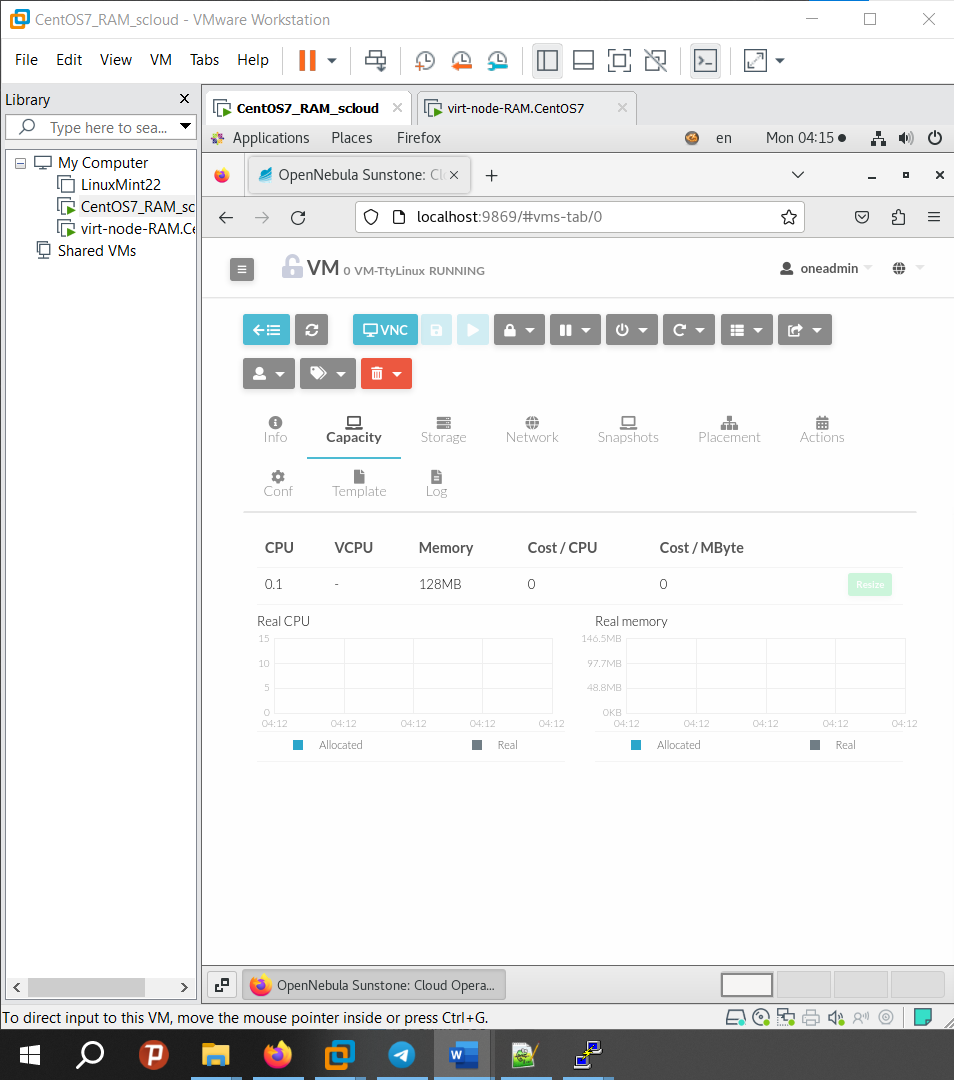 CentOS7_RAM_scloud - VMware Workstation
File Edit View VM Tabs Help
Library
Type here to sea...
My Computer
LinuxMint22
CentOS7_RAM_sc
virt-node-RAM.Ce
Shared VMs
CentOS7_RAM_scloud
virt-node-RAM.CentOS7
Applications Places Firefox en Mon 04:15
OpenNebula Sunstone: Clo
localhost:9869/#vms-tab/0
VM 0 VM-TtyLinux RUNNING
oneadmin
VNC
Info Capacity Storage Network Snapshots Placement Actions
Conf Template Log
CPU VCPU Memory Cost / CPU Cost / MByte
0.1 - 128MB 0 0 Resize
Real CPU
15
10
5
0
04:12 04:12 04:12 04:12 04:12
Allocated Real
Real memory
146.5MB
97.7MB
48.8MB
0KB
04:12 04:12 04:12 04:12 04:12
Allocated Real
OpenNebula Sunstone: Cloud Opera...
To direct input to this VM, move the mouse pointer inside or press Ctrl+G.